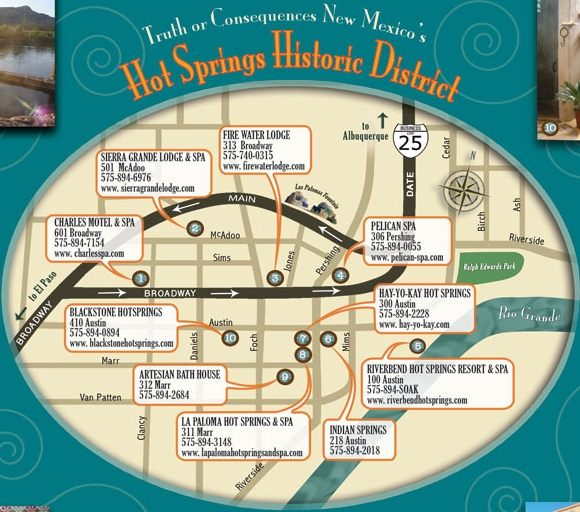 Truth or Consequences New Mexico's
Hot Springs Historic District
10
to
Albuquerque
BUSINESS
LOOP
25
N
Cedar
DATE
Birch
Ash
Riverside
FIRE WATER LODGE
313 Broadway
575-740-0315
www. firewaterlodge.com
SIERRA GRANDE LODGE & SPA
501 McAdoo
575-894-6976
www. sierragrandelodge.com
Las Palomas Fountain
MAIN
2
McAdoo
Sims
Jones
Pershing
CHARLES MOTEL & SPA
601 Broadway
575-894-7154
www. charlesspa.com
PELICAN SPA
306 Pershing
575-894-0055
www. pelican-spa.com
Ralph Edwards Park
1
3
4
to El Paso
BROADWAY
BROADWAY
HAY-YO-KAY HOT SPRINGS
300 Austin
575-894-2228
www. hay-yo-kay.com
Rio Grande
BLACKSTONE HOTSPRINGS
410 Austin
575-894-0894
www. blackstonehotsprings.com
Austin
10
Daniels
Foch
7
8
6
Mims
5
Marr
ARTESIAN BATH HOUSE
312 Marr
575-894-2684
9
RIVERBEND HOT SPRINGS RESORT & SPA
100 Austin
575-894-SOAK
www. riverbendhotsprings.com
Van Patten
Clancy
LA PALOMA HOT SPRINGS & SPA
311 Marr
575-894-3148
www. lapalomahotspringsandspa.com
INDIAN SPRINGS
218 Austin
575-894-2018
Riverside